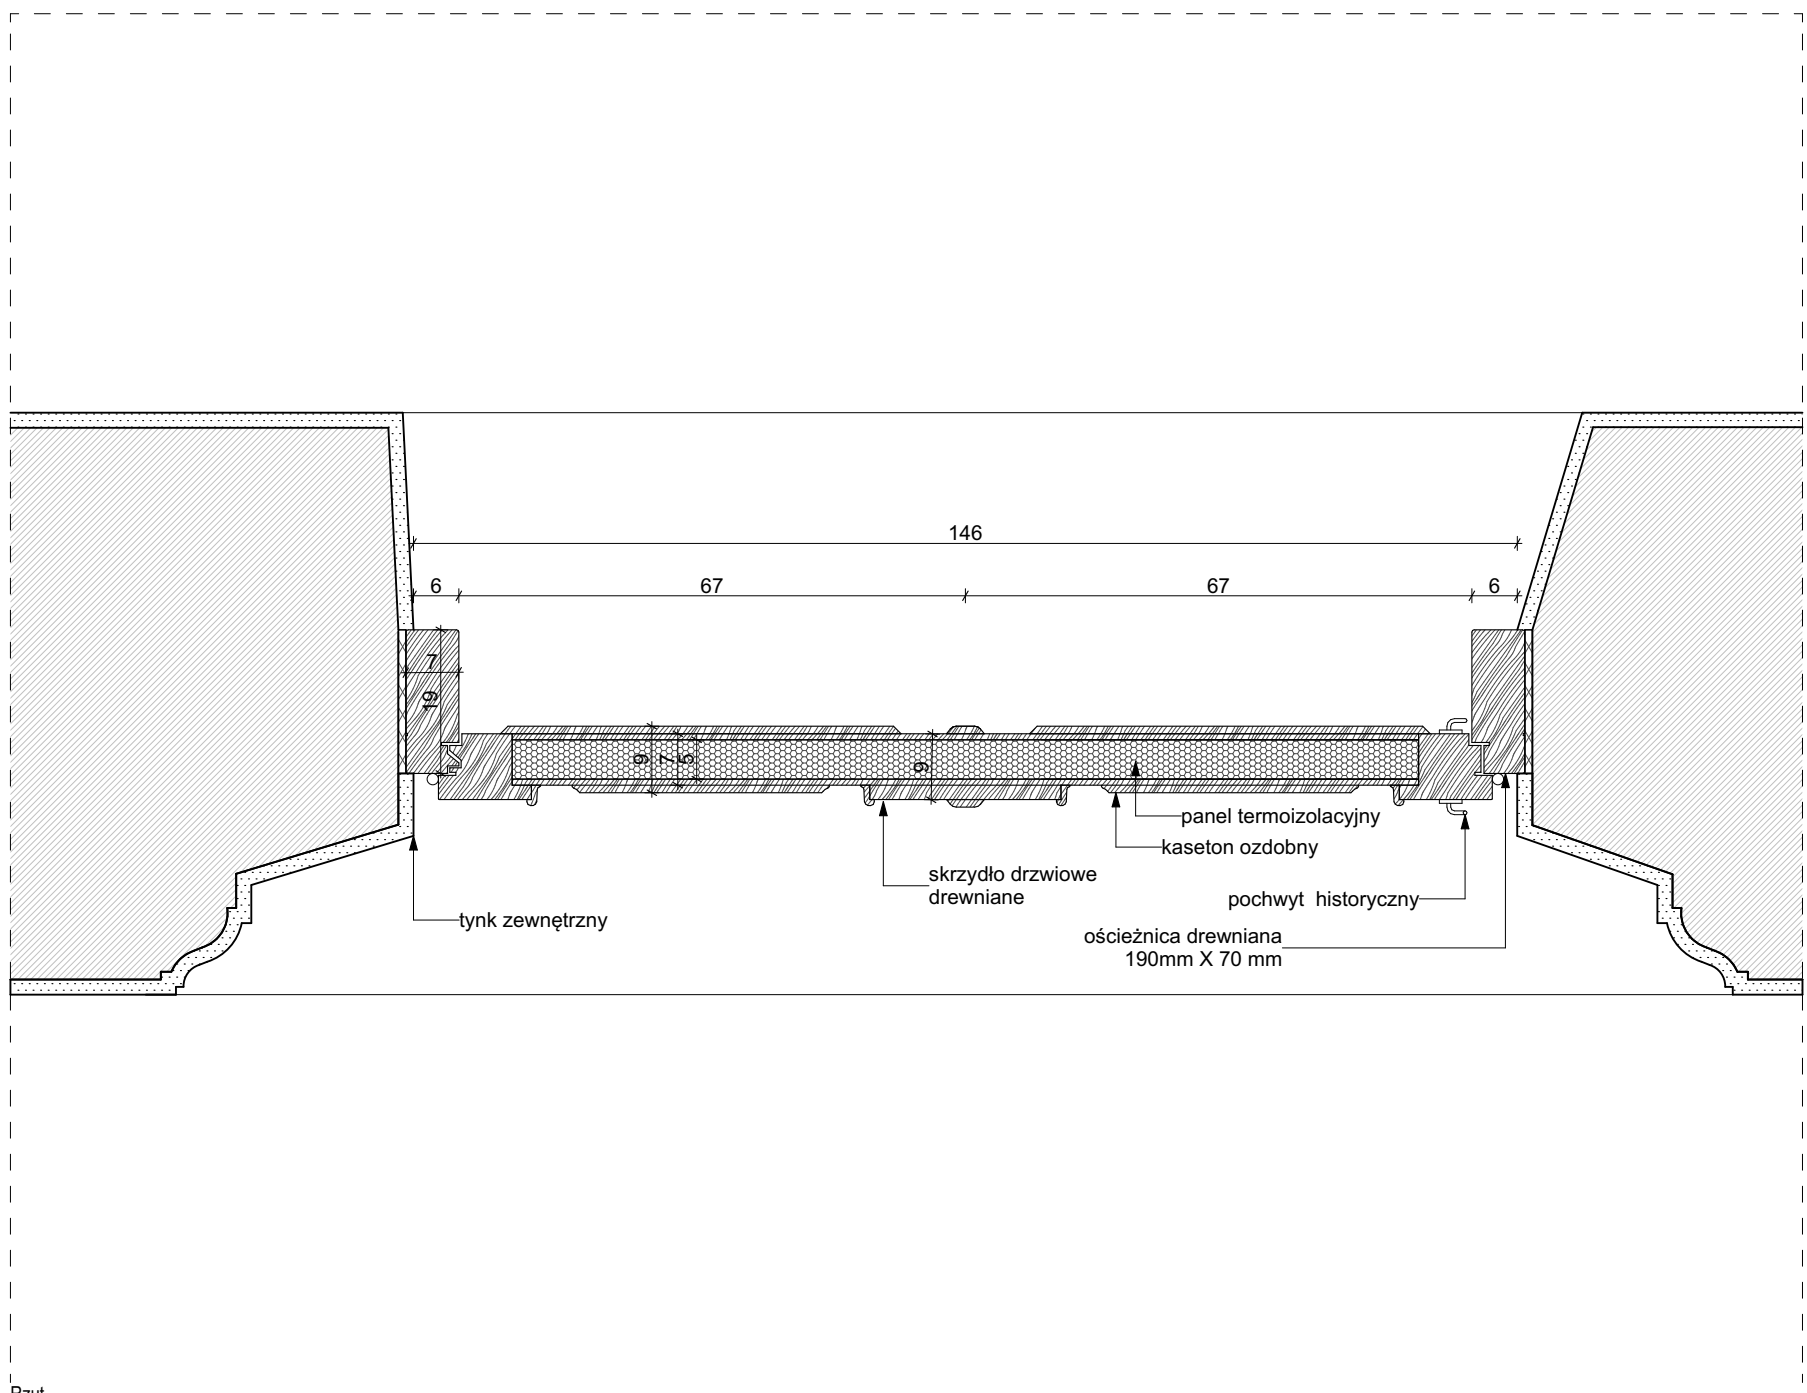 146
6
67
67
6
7
19
9
7
5
9
panel termoizolacyjny
kaseton ozdobny
skrzydło drzwiowe
drewniane
pochwyt historyczny
tynk zewnętrzny
ościeżnica drewniana
190mm X 70 mm
Rzut